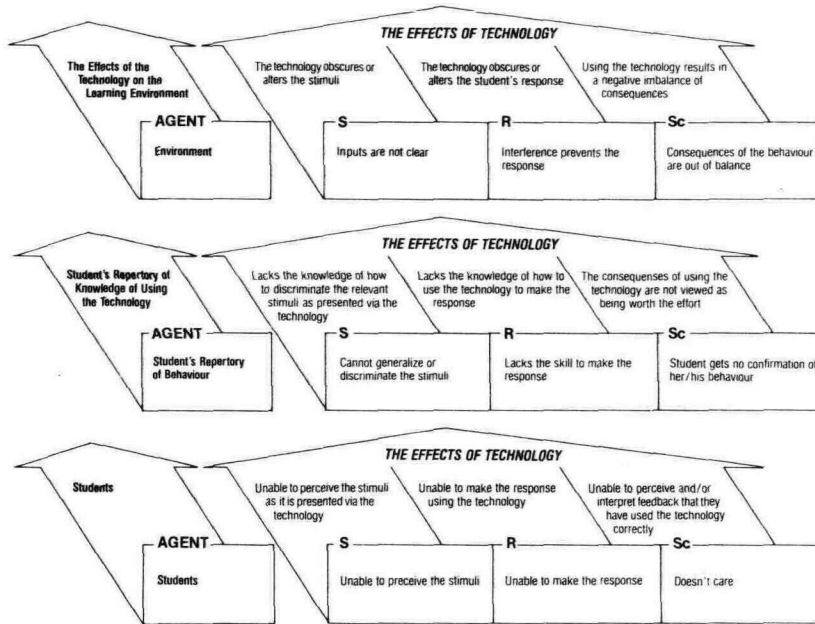 THE EFFECTS OF TECHNOLOGY
The Effects of the
Technology on the
Learning Environment
The technology obscures or
alters the stimuli
The technology obscures or
alters the student's response
Using the technology results in
a negative imbalance of
consequences
AGENT
S
R
Sc
Environment
Inputs are not clear
Interference prevents the
response
Consequences of the behaviour
are out of balance
THE EFFECTS OF TECHNOLOGY
Student's Repertory of
Knowledge of Using
the Technology
Lacks the knowledge of how
to discriminate the relevant
stimuli as presented via the
technology
Lacks the knowledge of how to
use the technology to make the
response
The consequences of using the
technology are not viewed as
being worth the effort
AGENT
S
R
Sc
Student's Repertory
of Behaviour
Cannot generalize or
discriminate the stimuli
Lacks the skill to make the
response
Student gets no confirmation of
her/his behaviour
THE EFFECTS OF TECHNOLOGY
Students
Unable to perceive the stimuli
as it is presented via the
technology
Unable to make the response
using the technology
Unable to perceive and/or
interpret feedback that they
have used the technology
correctly
AGENT
S
R
Sc
Students
Unable to preceive the stimuli
Unable to make the response
Doesn't care